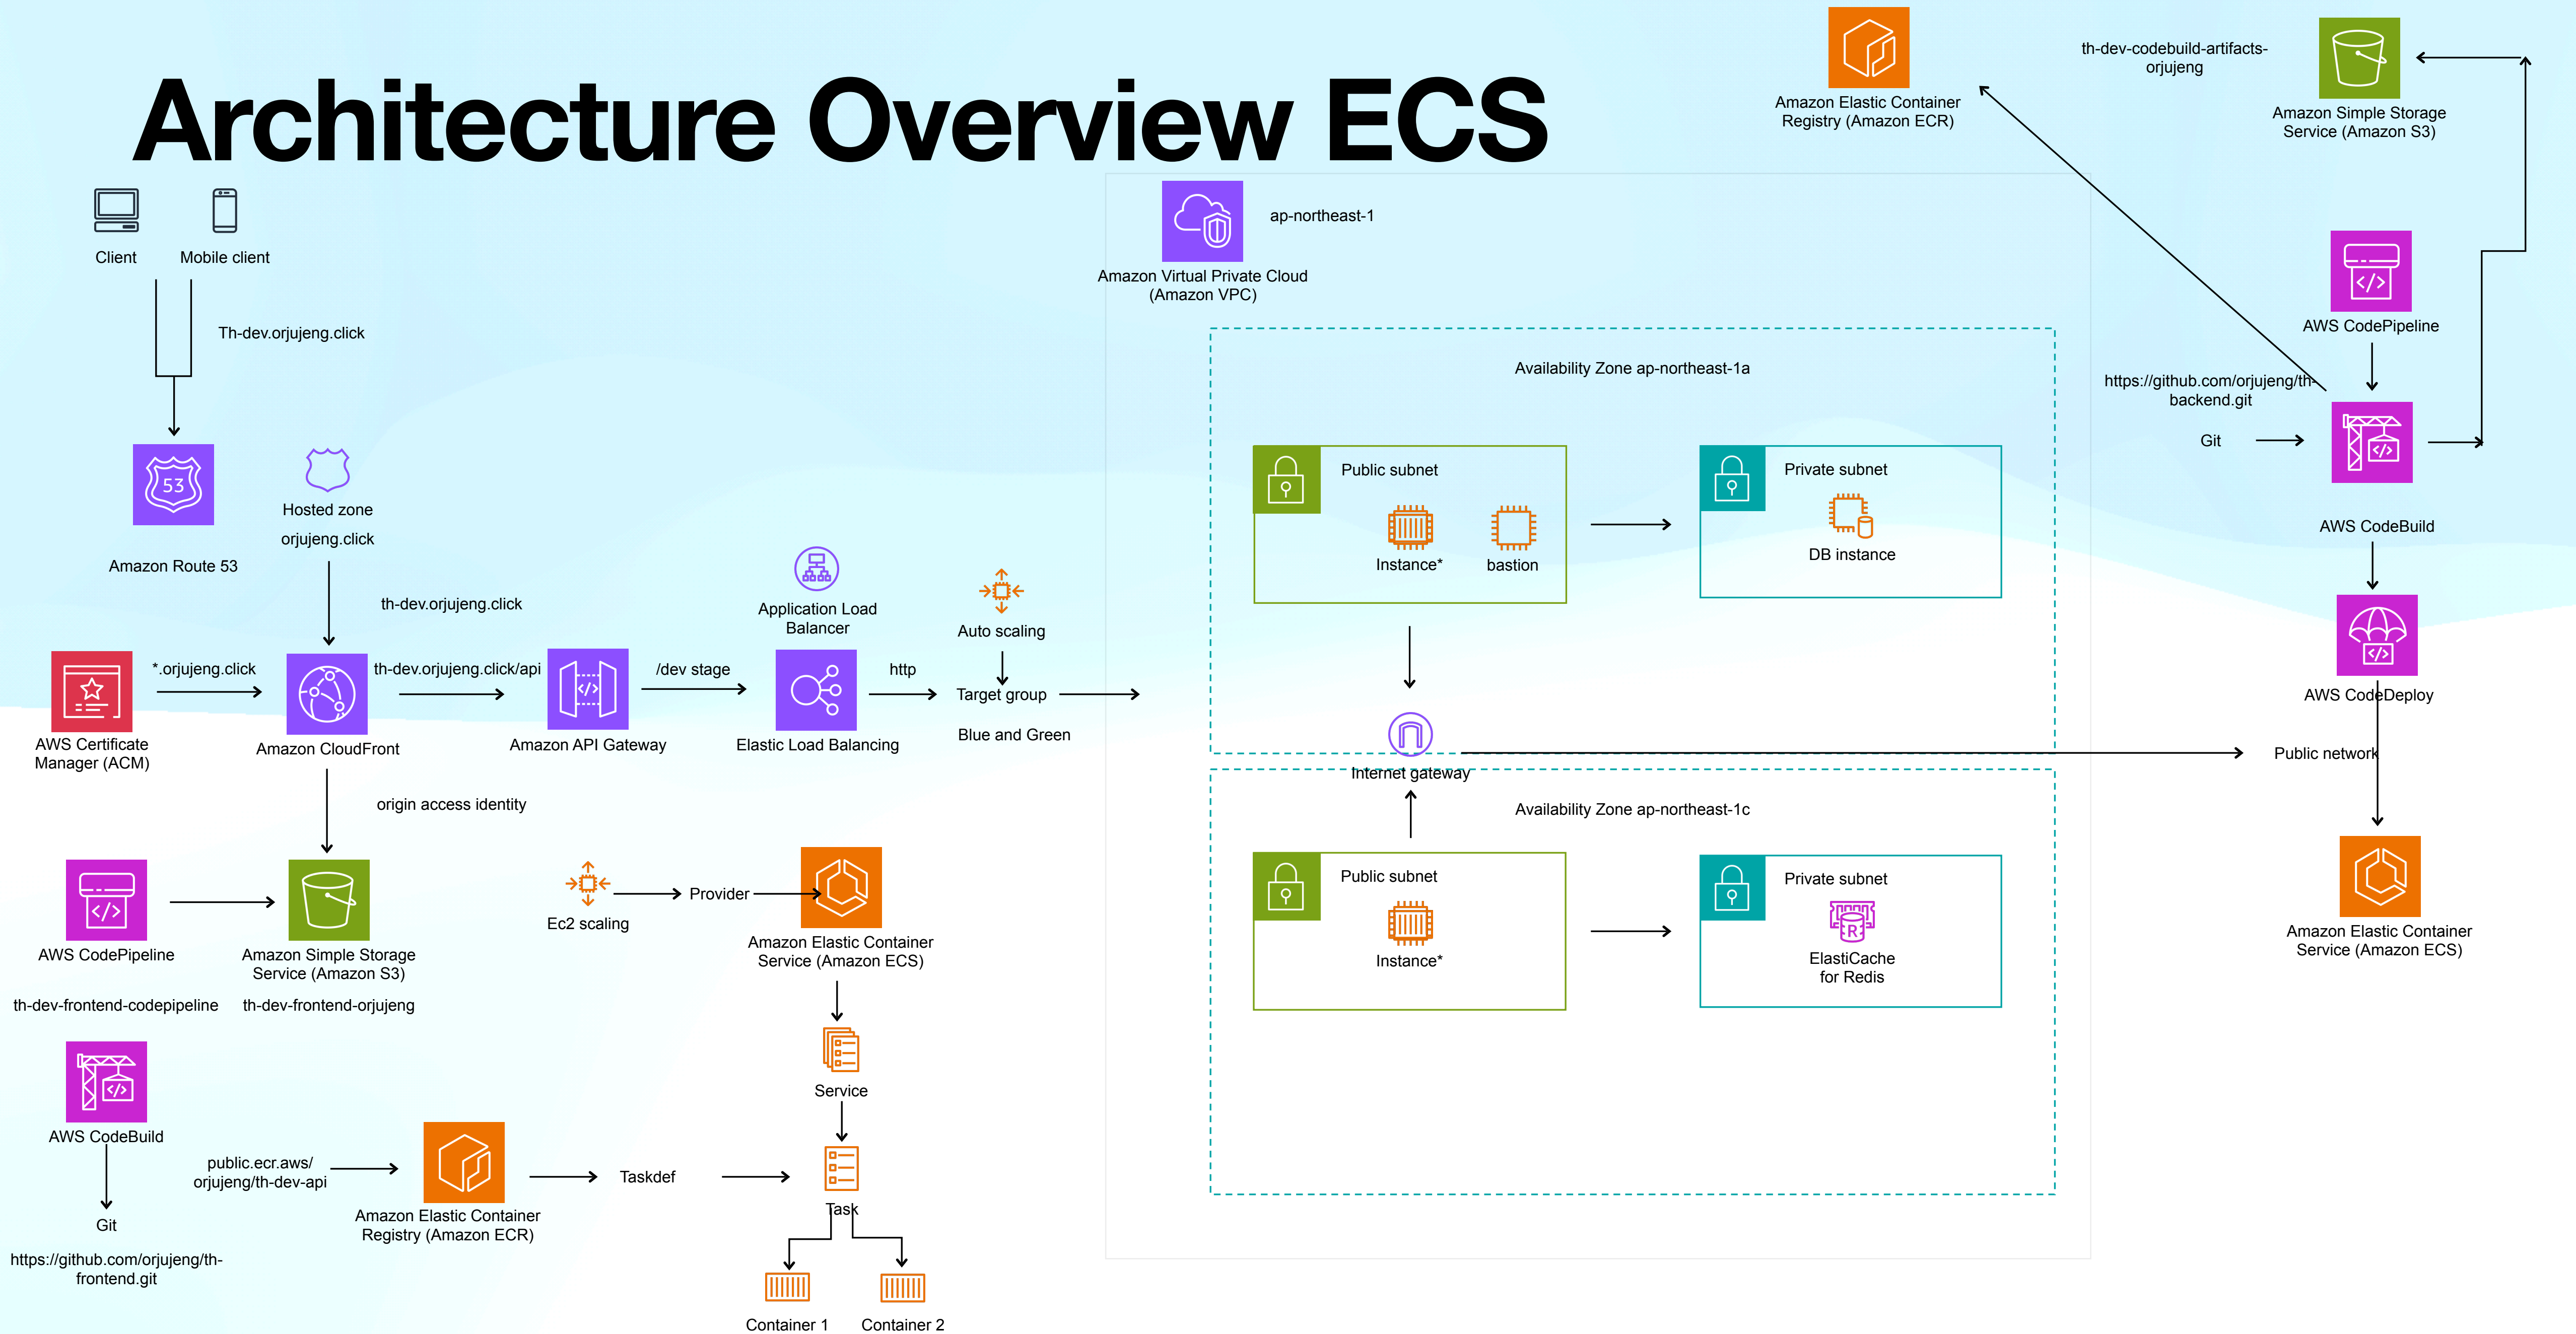 Architecture Overview ECS
Amazon Elastic Container
Registry (Amazon ECR)
th-dev-codebuild-artifacts-
orjujeng
Amazon Simple Storage
Service (Amazon S3)
Client
Mobile client
Th-dev.orjujeng.click
53
Amazon Route 53
Hosted zone
orjujeng.click
th-dev.orjujeng.click
AWS Certificate
Manager (ACM)
*.orjujeng.click
Amazon CloudFront
th-dev.orjujeng.click/api
Amazon API Gateway
/dev stage
Application Load
Balancer
Elastic Load Balancing
http
Auto scaling
Target group
Blue and Green
origin access identity
AWS CodePipeline
th-dev-frontend-codepipeline
Amazon Simple Storage
Service (Amazon S3)
th-dev-frontend-orjujeng
AWS CodeBuild
Git
https://github.com/orjujeng/th-
frontend.git
Ec2 scaling
Provider
Amazon Elastic Container
Service (Amazon ECS)
Service
public.ecr.aws/
orjujeng/th-dev-api
Amazon Elastic Container
Registry (Amazon ECR)
Taskdef
Task
Container 1
Container 2
ap-northeast-1
Amazon Virtual Private Cloud
(Amazon VPC)
Availability Zone ap-northeast-1a
Public subnet
Instance*
bastion
Private subnet
DB instance
Internet gateway
Availability Zone ap-northeast-1c
Public subnet
Instance*
Private subnet
R
ElastiCache
for Redis
AWS CodePipeline
https://github.com/orjujeng/th-
backend.git
Git
AWS CodeBuild
AWS CodeDeploy
Public network
Amazon Elastic Container
Service (Amazon ECS)